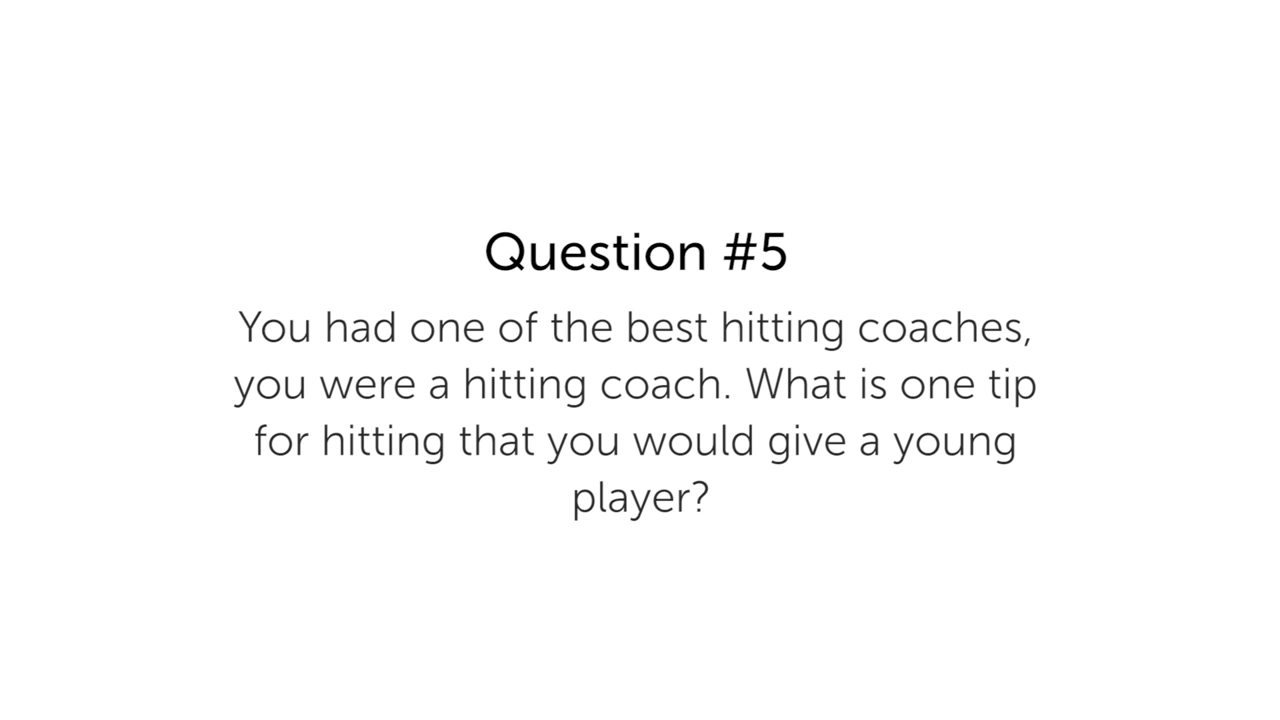 Question #5
You had one of the best hitting coaches,
you were a hitting coach. What is one tip
for hitting that you would give a young
player?